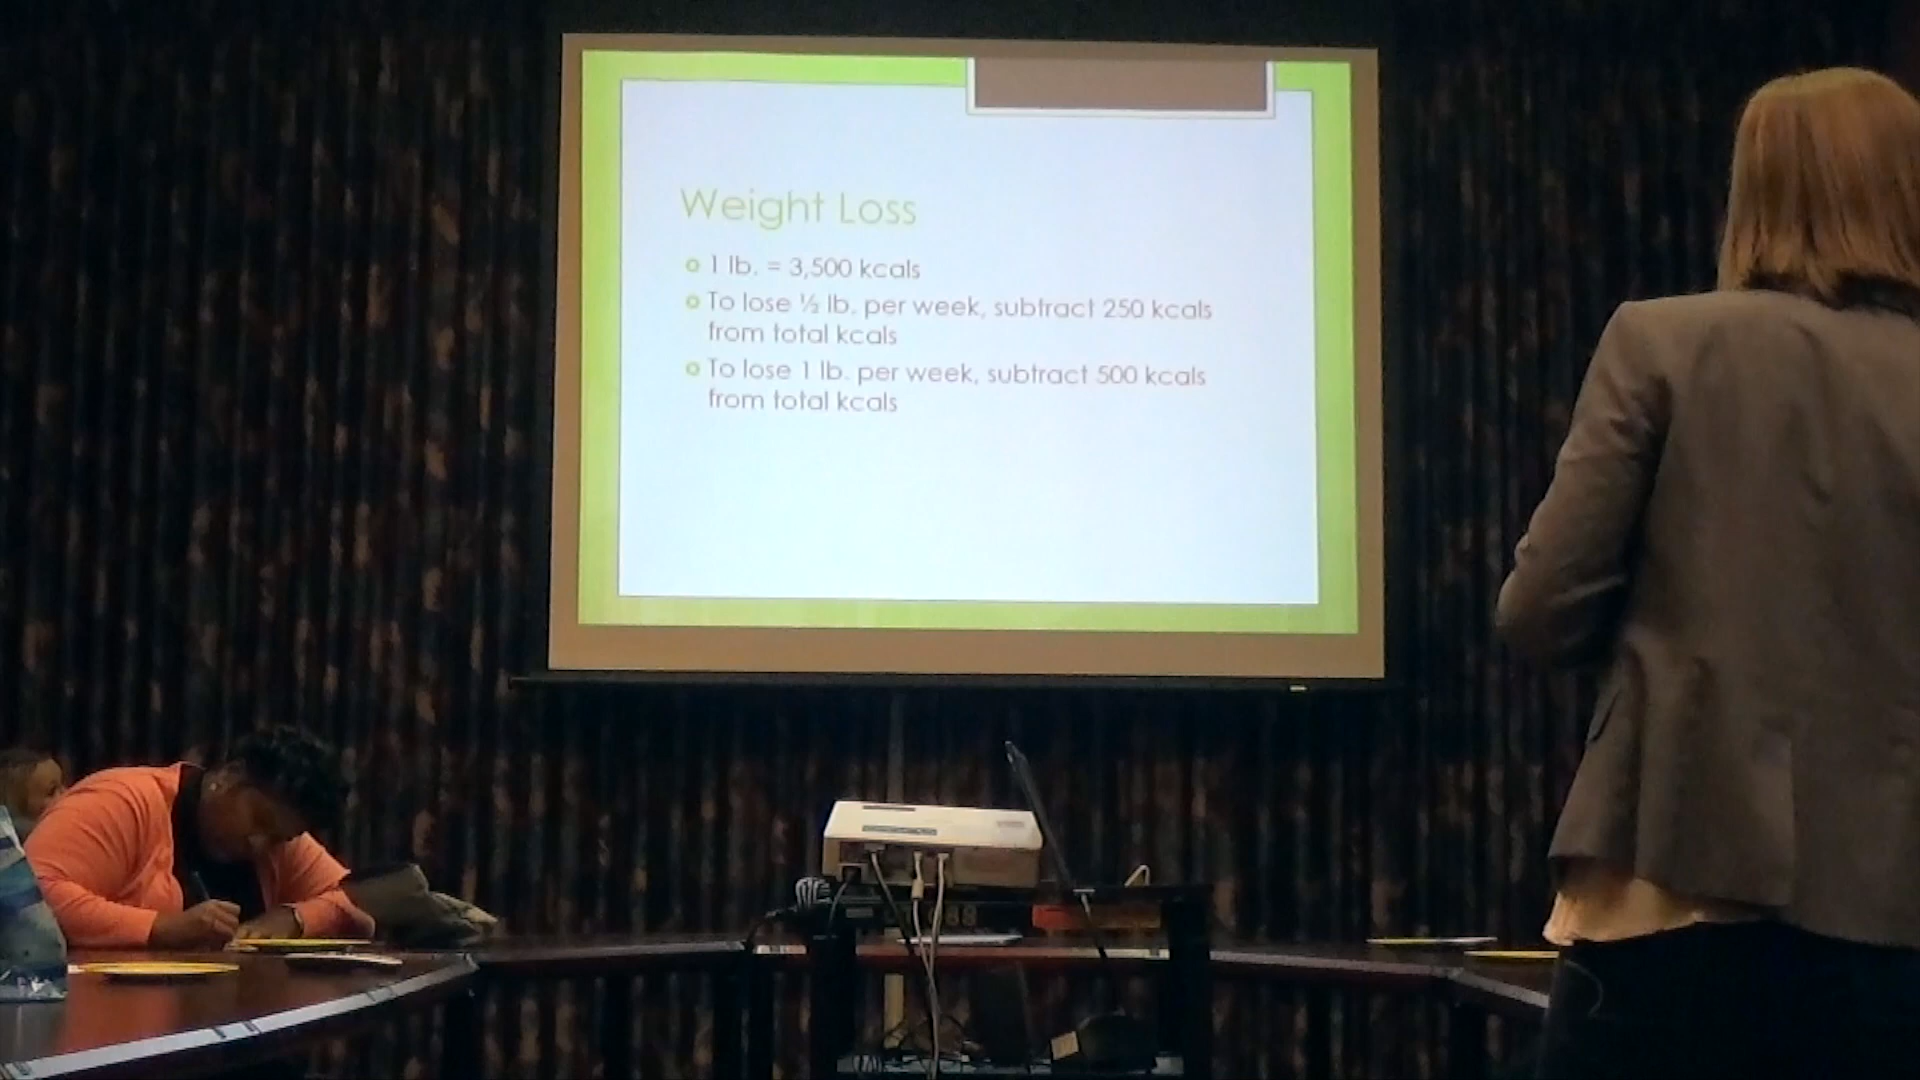 Weight Loss
1 lb. = 3,500 kcals
To lose ½ lb. per week, subtract 250 kcals
from total kcals
To lose 1 lb. per week, subtract 500 kcals
from total kcals